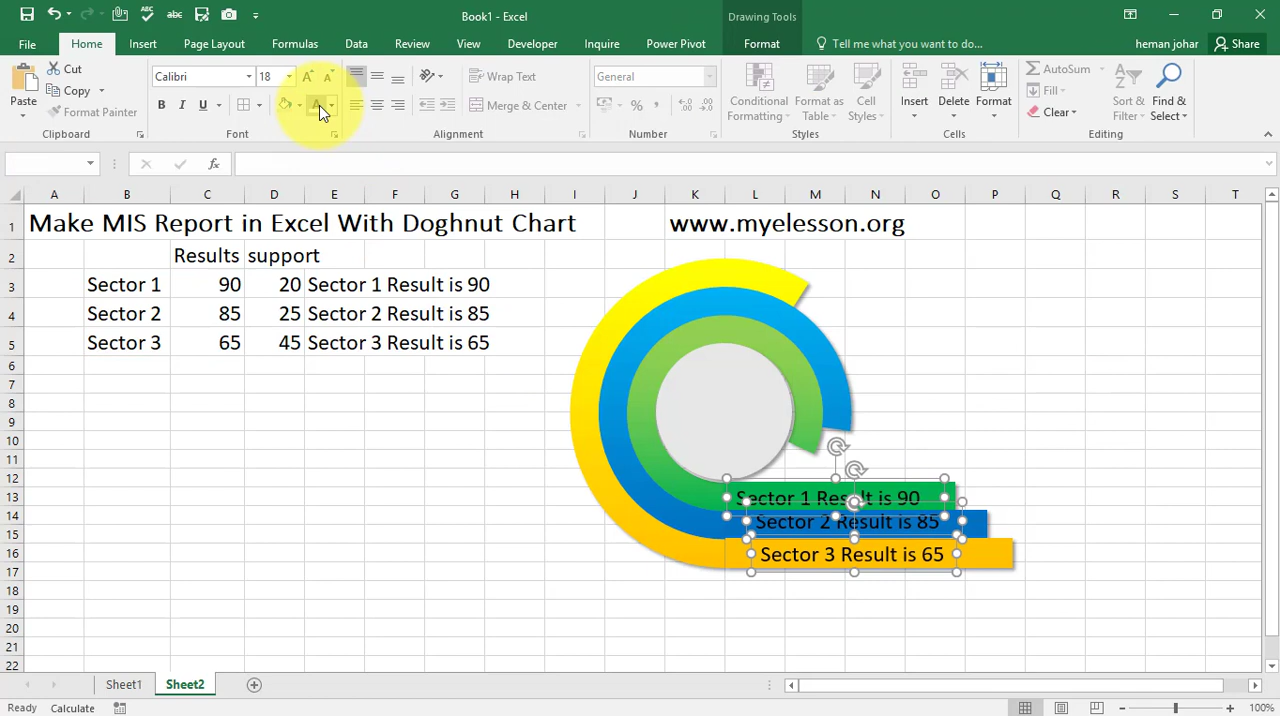 Book1 - Excel
Drawing Tools
File Home Insert Page Layout Formulas Data Review View Developer Inquire Power Pivot Format Tell me what you want to do... heman johar Share
Paste
Cut
Copy
Format Painter
Clipboard
Calibri 18
B I U
Font
Wrap Text
Merge & Center
Alignment
General
%
Number
Conditional Formatting
Format as Table
Cell Styles
Styles
Insert
Delete
Format
Cells
AutoSum
Fill
Clear
Sort & Filter
Find & Select
Editing
fx
A B C D E F G H I J K L M N O P Q R S T
1 Make MIS Report in Excel With Doghnut Chart www.myelesson.org
2 Results support
3 Sector 1 90 20 Sector 1 Result is 90
4 Sector 2 85 25 Sector 2 Result is 85
5 Sector 3 65 45 Sector 3 Result is 65
6
7
8
9
10
11
12
13 Sector 1 Result is 90
14 Sector 2 Result is 85
15
16 Sector 3 Result is 65
17
18
19
20
21
22
Sheet1 Sheet2
Ready Calculate 100%